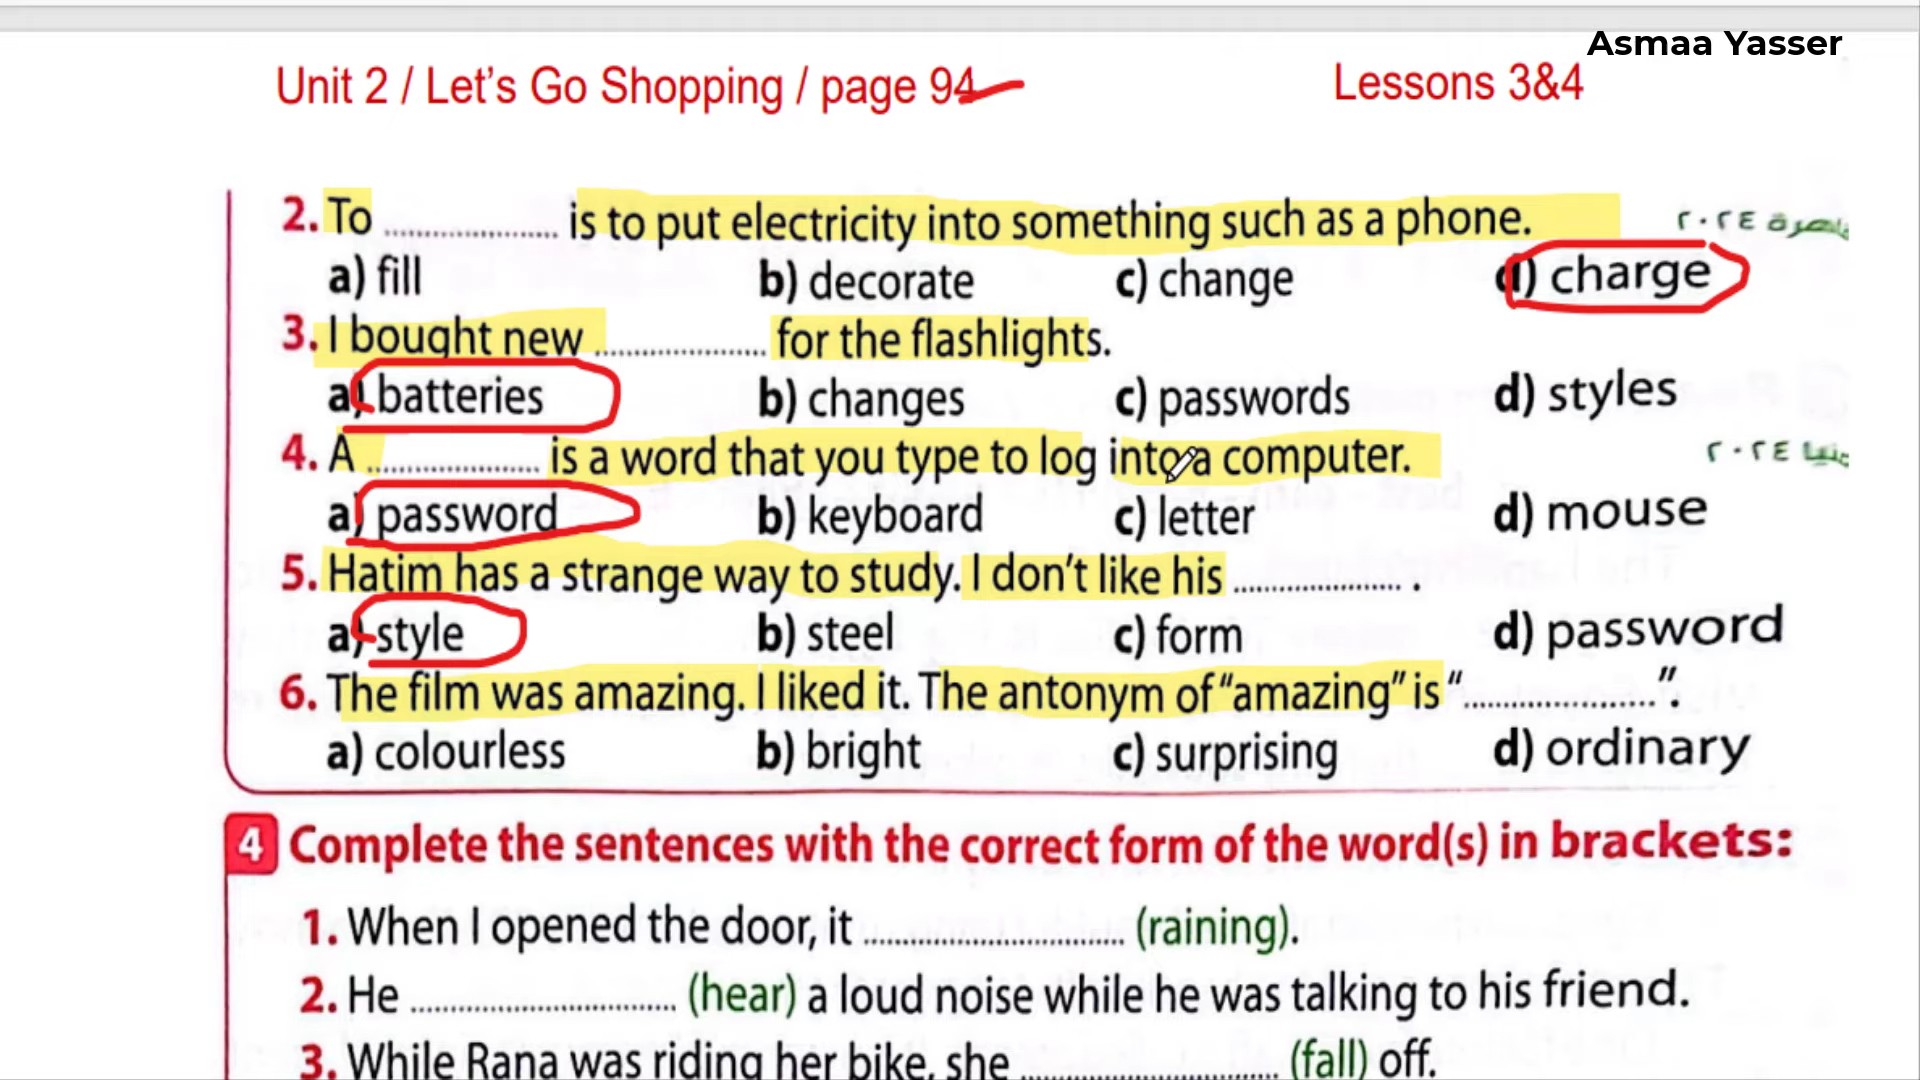 Asmaa Yasser
Unit 2 / Let's Go Shopping / page 94
Lessons 3&4
2. To .................. is to put electricity into something such as a phone. ٢٠٢٤
a) fill b) decorate c) change d) charge
3. I bought new .................. for the flashlights.
a) batteries b) changes c) passwords d) styles
4. A .................. is a word that you type to log into a computer. ٢٠٢٤
a) password b) keyboard c) letter d) mouse
5. Hatim has a strange way to study. I don't like his .................. .
a) style b) steel c) form d) password
6. The film was amazing. I liked it. The antonym of "amazing" is "....................".
a) colourless b) bright c) surprising d) ordinary
4 Complete the sentences with the correct form of the word(s) in brackets:
1. When I opened the door, it ............................ (raining).
2. He ............................ (hear) a loud noise while he was talking to his friend.
3. While Rana was riding her bike, she ............................ (fall) off.